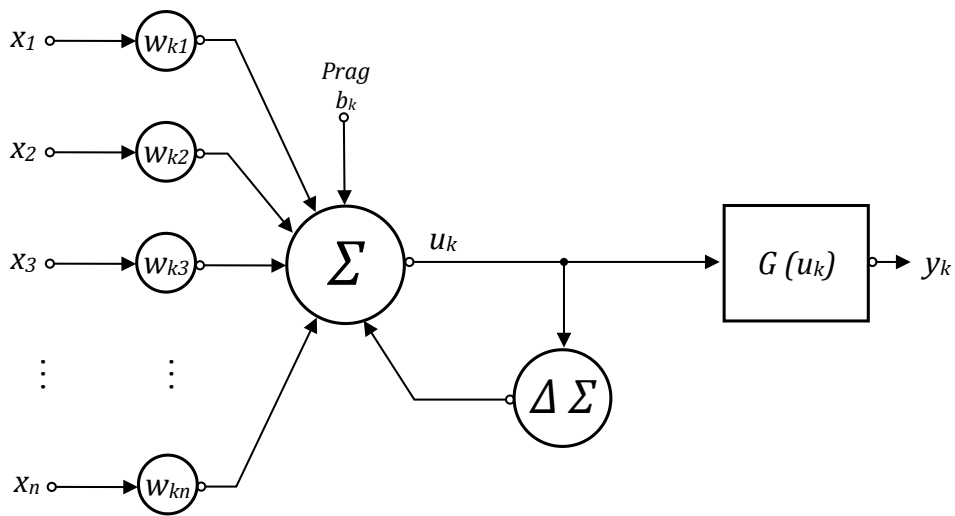 x1
wk1
Prag
bk
x2
wk2
uk
x3
wk3
Σ
G (uk)
yk
⋮
⋮
Δ Σ
xn
wkn